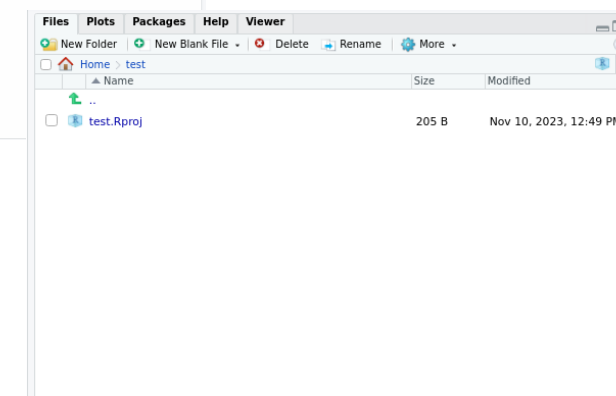 Files Plots Packages Help Viewer
New Folder New Blank File Delete Rename More
Home test
Name Size Modified
..
test.Rproj 205 B Nov 10, 2023, 12:49 PM